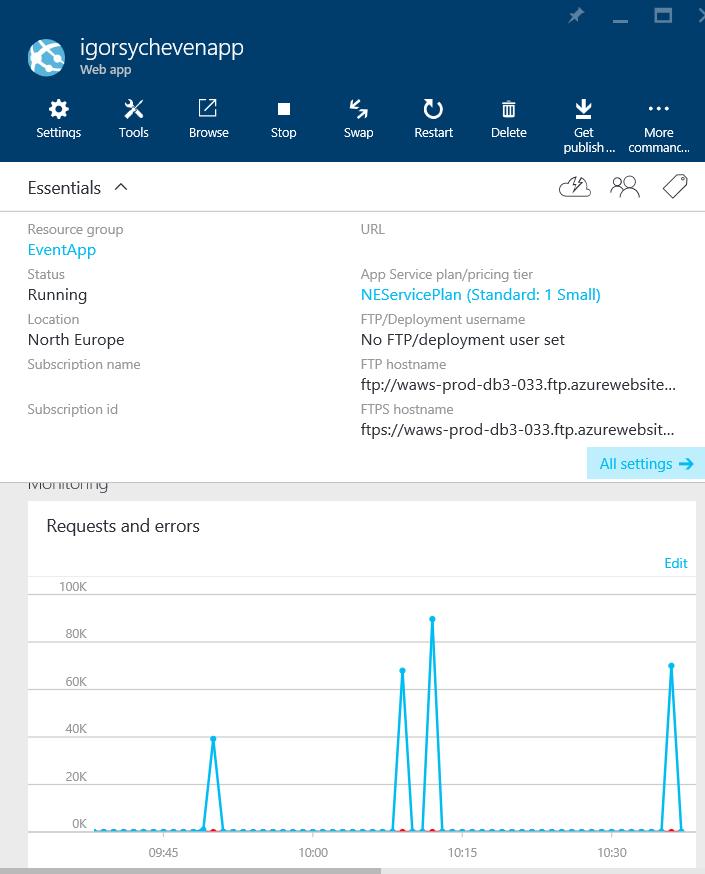 igorsychevenapp
Web app
Settings
Tools
Browse
Stop
Swap
Restart
Delete
Get publish ...
More commanc...
Essentials
Resource group
EventApp
URL
Status
Running
App Service plan/pricing tier
NEServicePlan (Standard: 1 Small)
Location
North Europe
FTP/Deployment username
No FTP/deployment user set
Subscription name
FTP hostname
ftp://waws-prod-db3-033.ftp.azurewebsite...
Subscription id
FTPS hostname
ftps://waws-prod-db3-033.ftp.azurewebsit...
All settings
Monitoring
Requests and errors
Edit
100K
80K
60K
40K
20K
0K
09:45
10:00
10:15
10:30